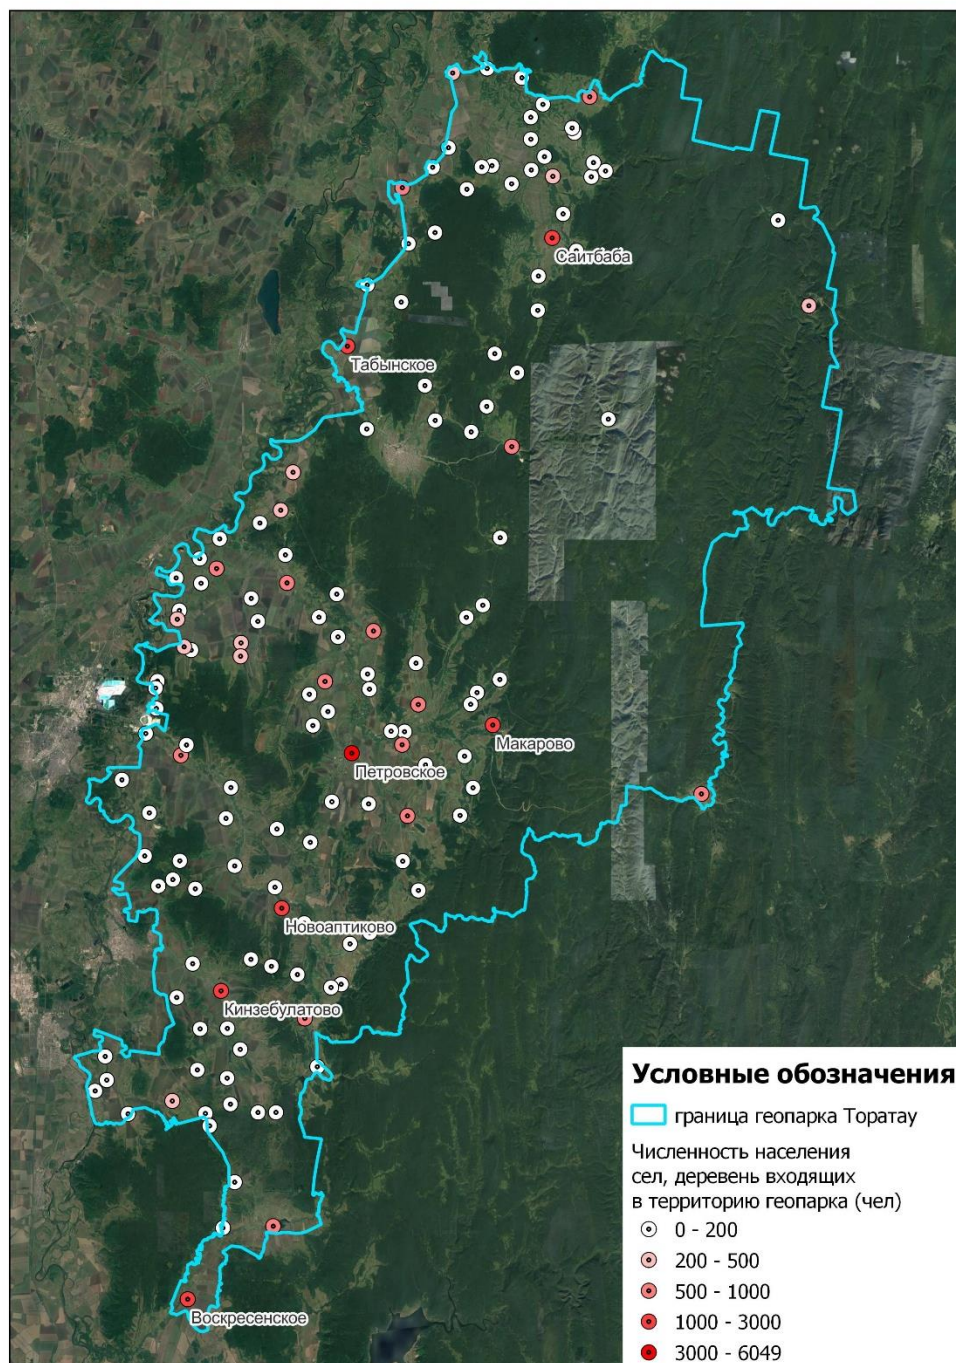 Саитбаба
Табынское
Макарово
Петровское
Новоаптиково
Кинзебулатово
Воскресенское
Условные обозначения
граница геопарка Торатау
Численность населения
сел, деревень входящих
в территорию геопарка (чел)
0 - 200
200 - 500
500 - 1000
1000 - 3000
3000 - 6049